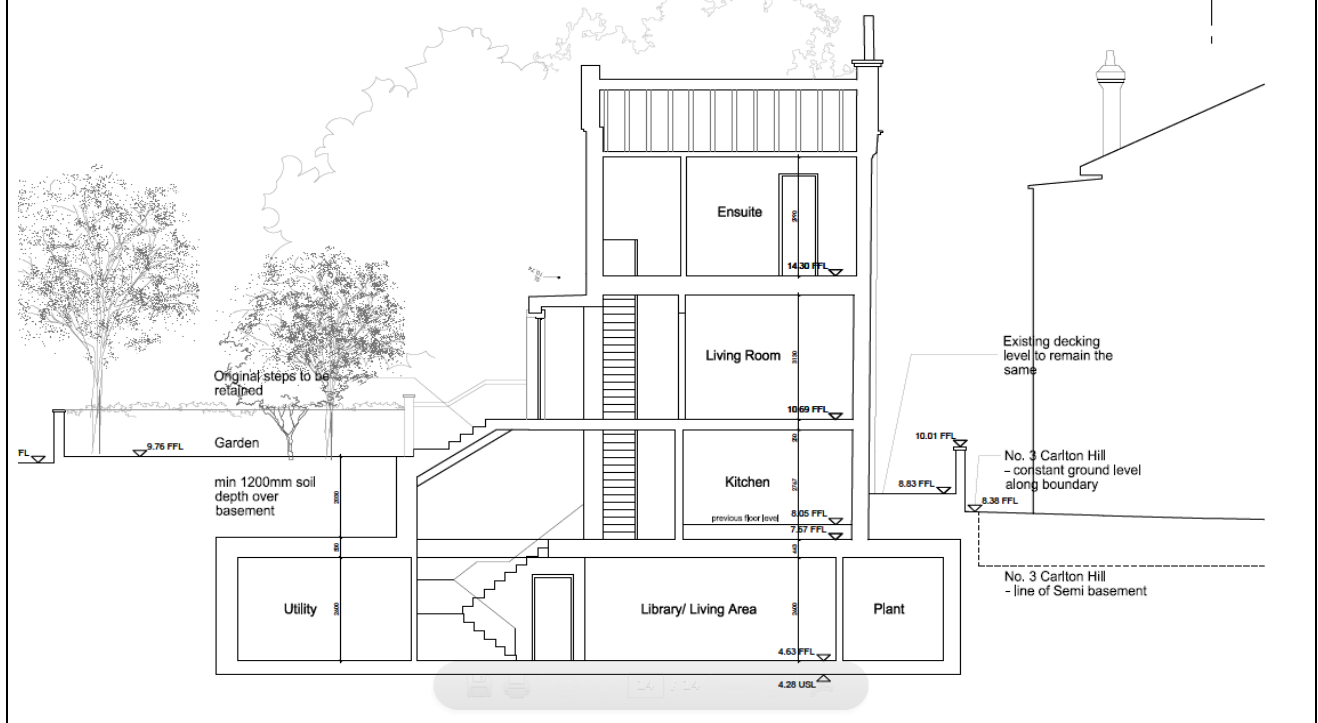 Ensuite
14.30 FFL
Living Room
3130
10.69 FFL
Existing decking
level to remain the
same
Original steps to be
retained
Garden
9.76 FFL
FL
min 1200mm soil
depth over
basement
Kitchen
2767
previous floor level
8.05 FFL
7.67 FFL
10.01 FFL
8.83 FFL
8.38 FFL
No. 3 Carlton Hill
- constant ground level
along boundary
No. 3 Carlton Hill
- line of Semi basement
Utility
2600
Library/ Living Area
2600
Plant
4.63 FFL
4.28 USL